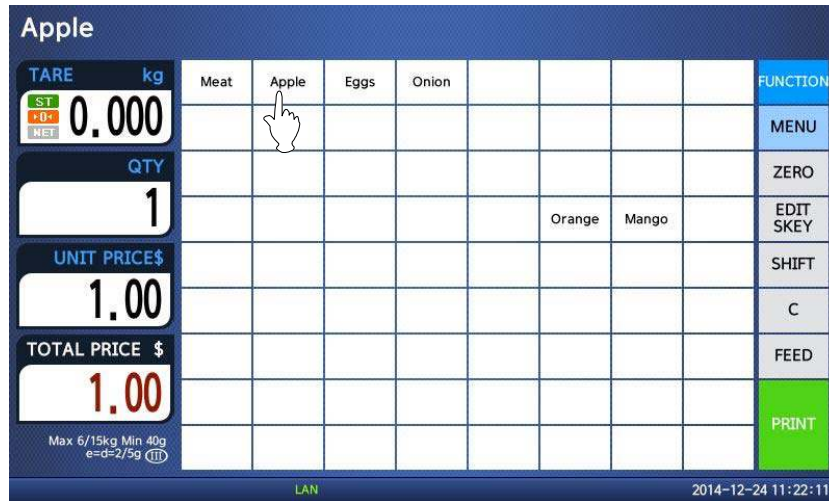 Apple
TARE kg
ST
▸0◂
NET
0.000
QTY
1
UNIT PRICE$
1.00
TOTAL PRICE $
1.00
Max 6/15kg Min 40g
e=d=2/5g III
Meat Apple Eggs Onion
Orange Mango
FUNCTION
MENU
ZERO
EDIT
SKEY
SHIFT
C
FEED
PRINT
LAN
2014-12-24 11:22:11